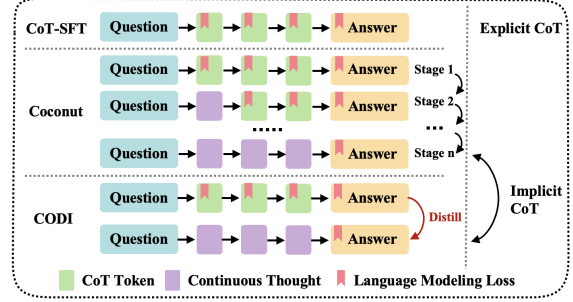 CoT-SFT Question Answer Explicit CoT
Question Answer Stage 1
Coconut Question Answer Stage 2
..... ...
Question Answer Stage n
CODI Question Answer Distill Implicit CoT
Question Answer
CoT Token Continuous Thought Language Modeling Loss